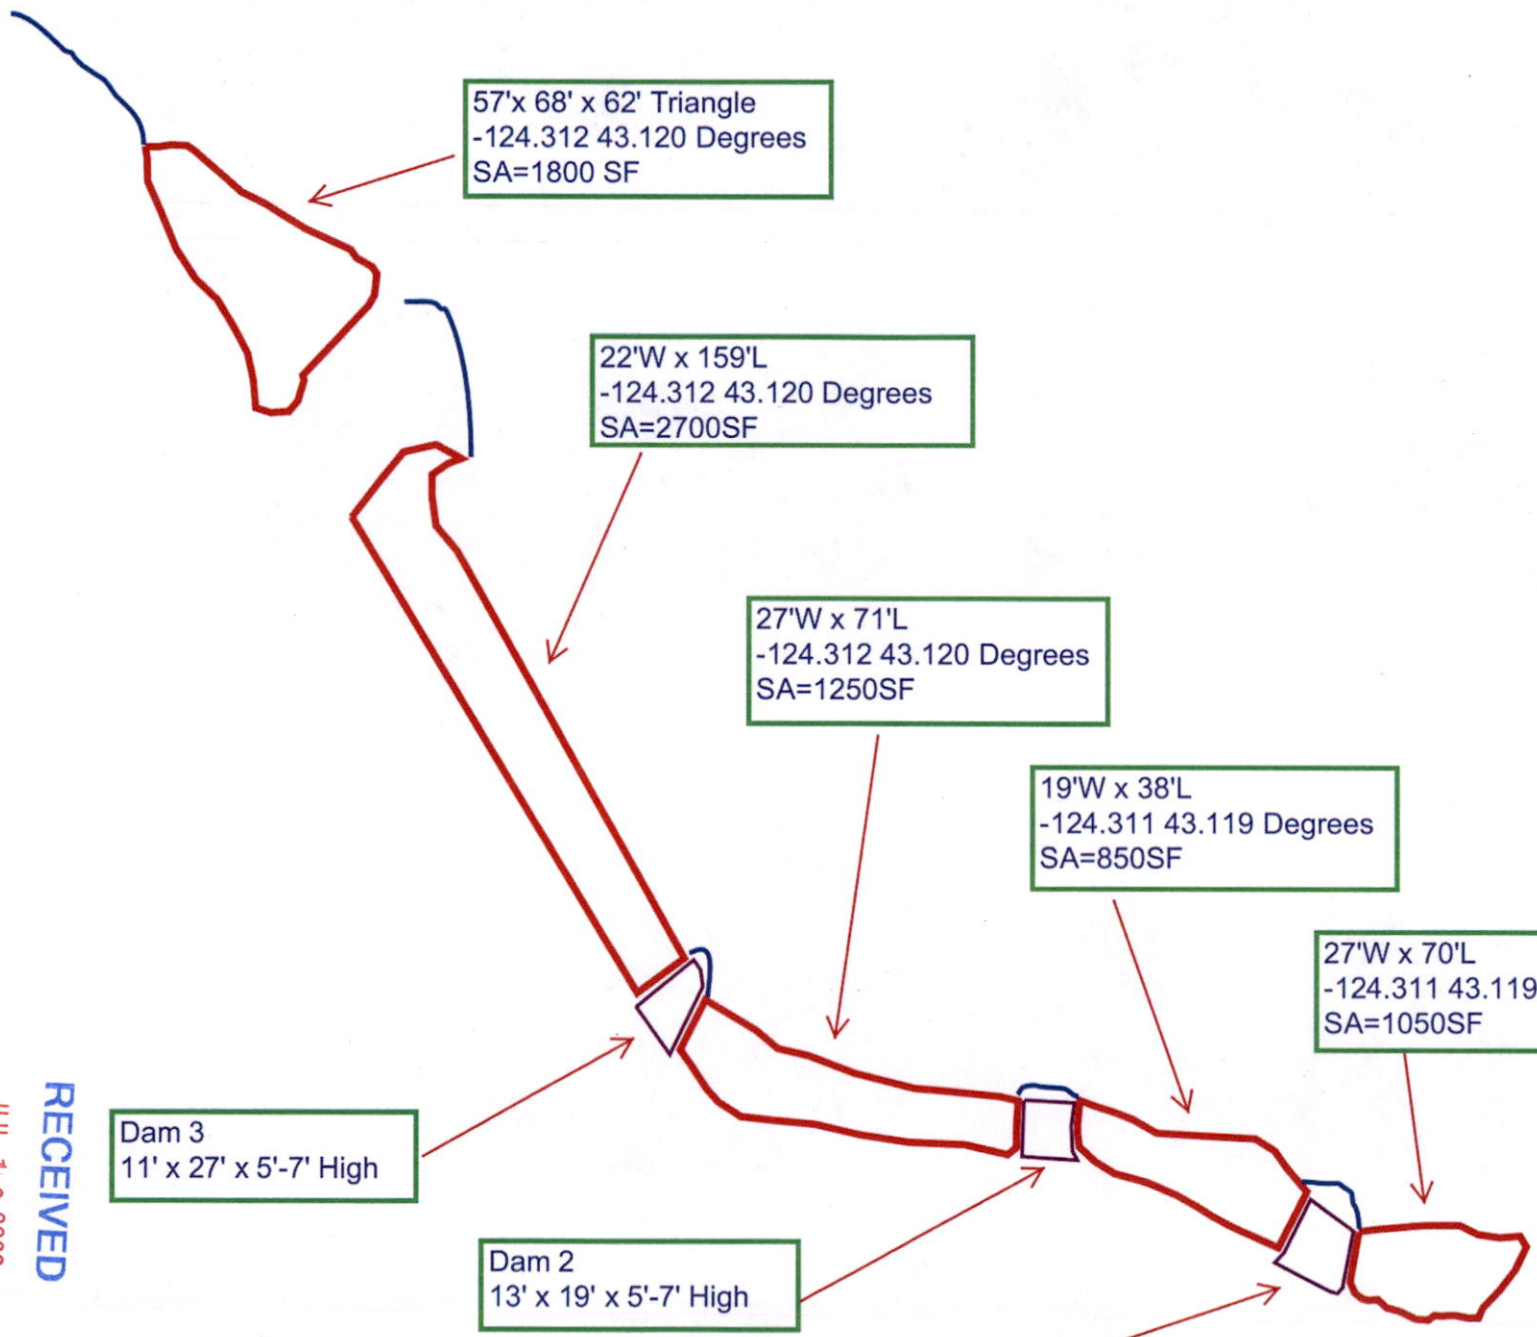 57'x 68' x 62' Triangle
-124.312 43.120 Degrees
SA=1800 SF
22'W x 159'L
-124.312 43.120 Degrees
SA=2700SF
27'W x 71'L
-124.312 43.120 Degrees
SA=1250SF
19'W x 38'L
-124.311 43.119 Degrees
SA=850SF
27'W x 70'L
-124.311 43.119
SA=1050SF
Dam 3
11' x 27' x 5'-7' High
Dam 2
13' x 19' x 5'-7' High
RECEIVED